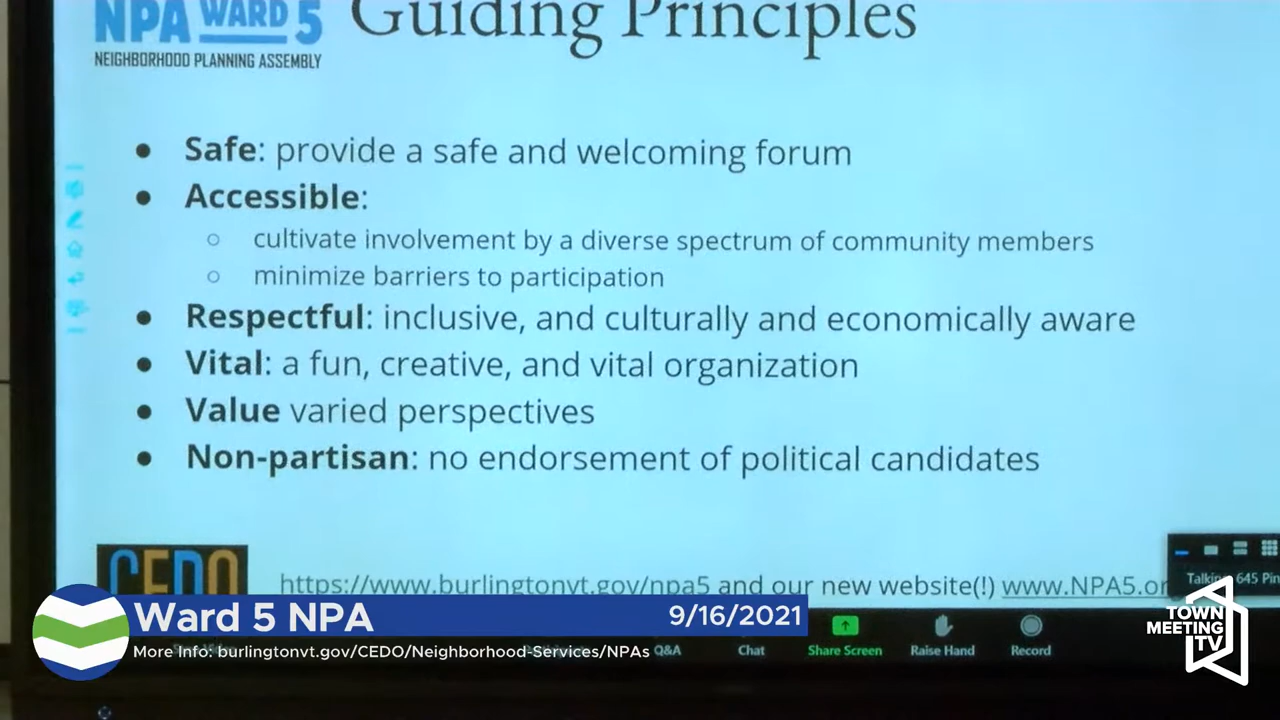 NPA WARD 5
NEIGHBORHOOD PLANNING ASSEMBLY
Guiding Principles
● Safe: provide a safe and welcoming forum
● Accessible:
○ cultivate involvement by a diverse spectrum of community members
○ minimize barriers to participation
● Respectful: inclusive, and culturally and economically aware
● Vital: a fun, creative, and vital organization
● Value varied perspectives
● Non-partisan: no endorsement of political candidates
CEDO
https://www.burlingtonvt.gov/npa5 and our new website(!) www.NPA5.or
645 Pin
Ward 5 NPA
9/16/2021
More Info: burlingtonvt.gov/CEDO/Neighborhood-Services/NPAs
Q&A
Chat
Share Screen
Raise Hand
Record
TOWN
MEETING
TV